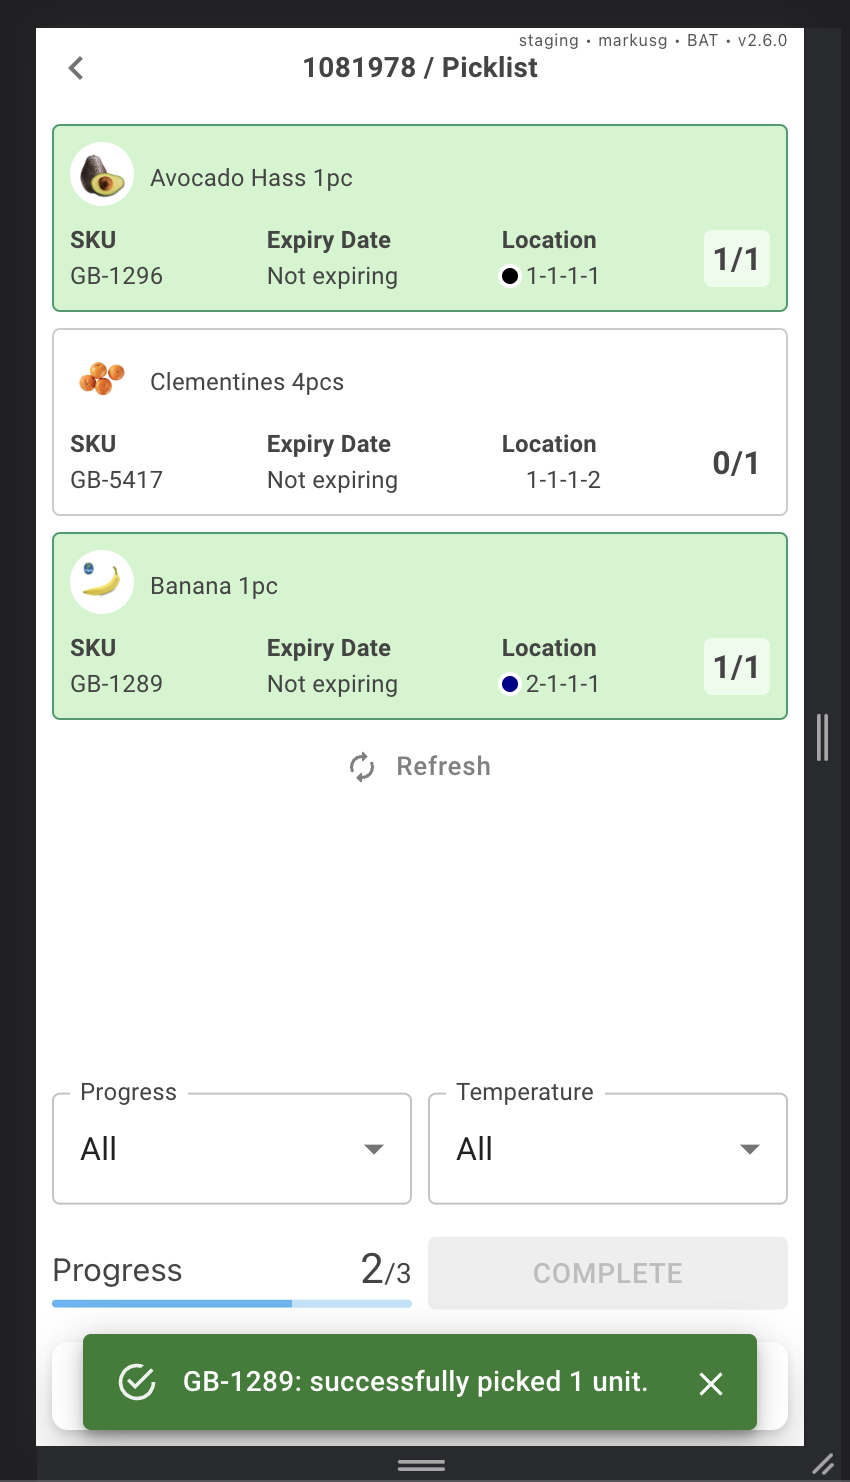 staging • markusg • BAT • v2.6.0
1081978 / Picklist
Avocado Hass 1pc
SKU Expiry Date Location
GB-1296 Not expiring 1-1-1-1
1/1
Clementines 4pcs
SKU Expiry Date Location
GB-5417 Not expiring 1-1-1-2
0/1
Banana 1pc
SKU Expiry Date Location
GB-1289 Not expiring 2-1-1-1
1/1
Refresh
Progress Temperature
All All
Progress 2/3 COMPLETE
GB-1289: successfully picked 1 unit.